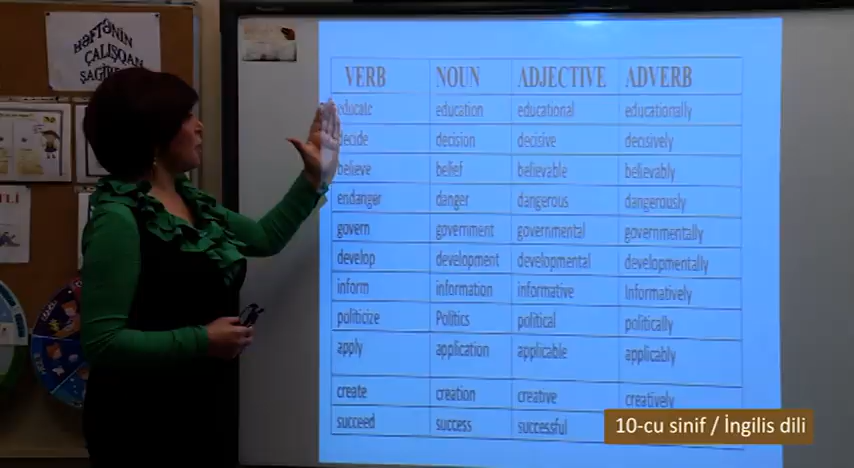 HƏFTƏNİN
ÇALIŞQAN
VERB NOUN ADJECTIVE ADVERB
educate education educational educationally
decide decision decisive decisively
believe belief believable believably
endanger danger dangerous dangerously
govern government governmental governmentally
develop development developmental developmentally
inform information informative Informatively
politicize Politics political politically
apply application applicable applicably
create creation creative creatively
succeed success successful
10-cu sinif / İngilis dili